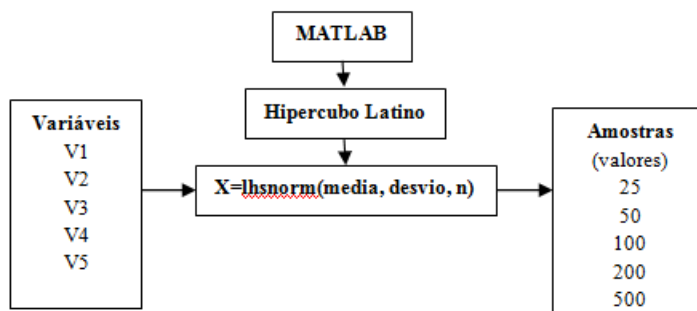 MATLAB
Hipercubo Latino
Variáveis
V1
V2
V3
V4
V5
X=lhsnorm(media, desvio, n)
Amostras
(valores)
25
50
100
200
500